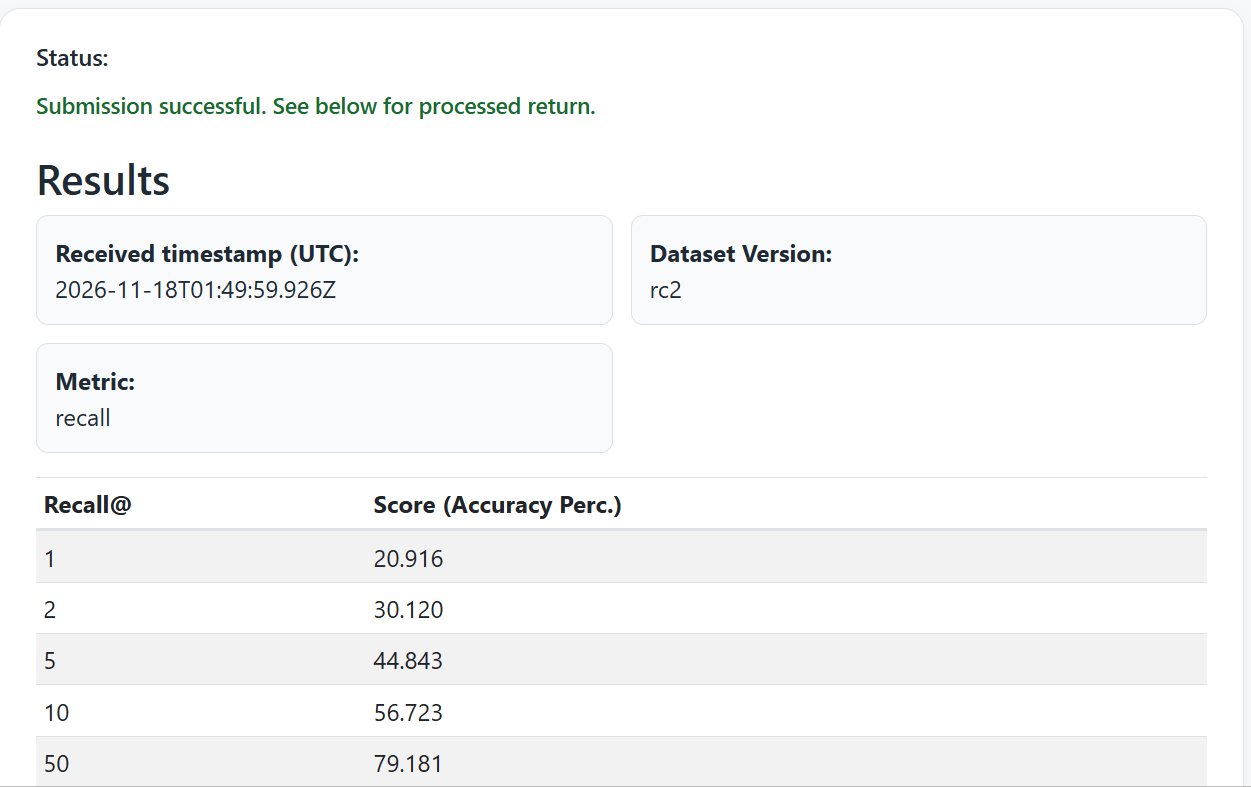 Status:
Submission successful. See below for processed return.
Results
Received timestamp (UTC):
2026-11-18T01:49:59.926Z
Dataset Version:
rc2
Metric:
recall
Recall@ Score (Accuracy Perc.)
1 20.916
2 30.120
5 44.843
10 56.723
50 79.181